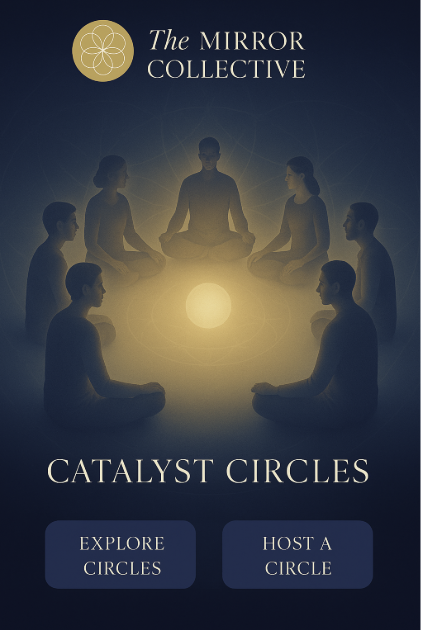 The MIRROR
COLLECTIVE
CATALYST CIRCLES
EXPLORE
CIRCLES
HOST A
CIRCLE